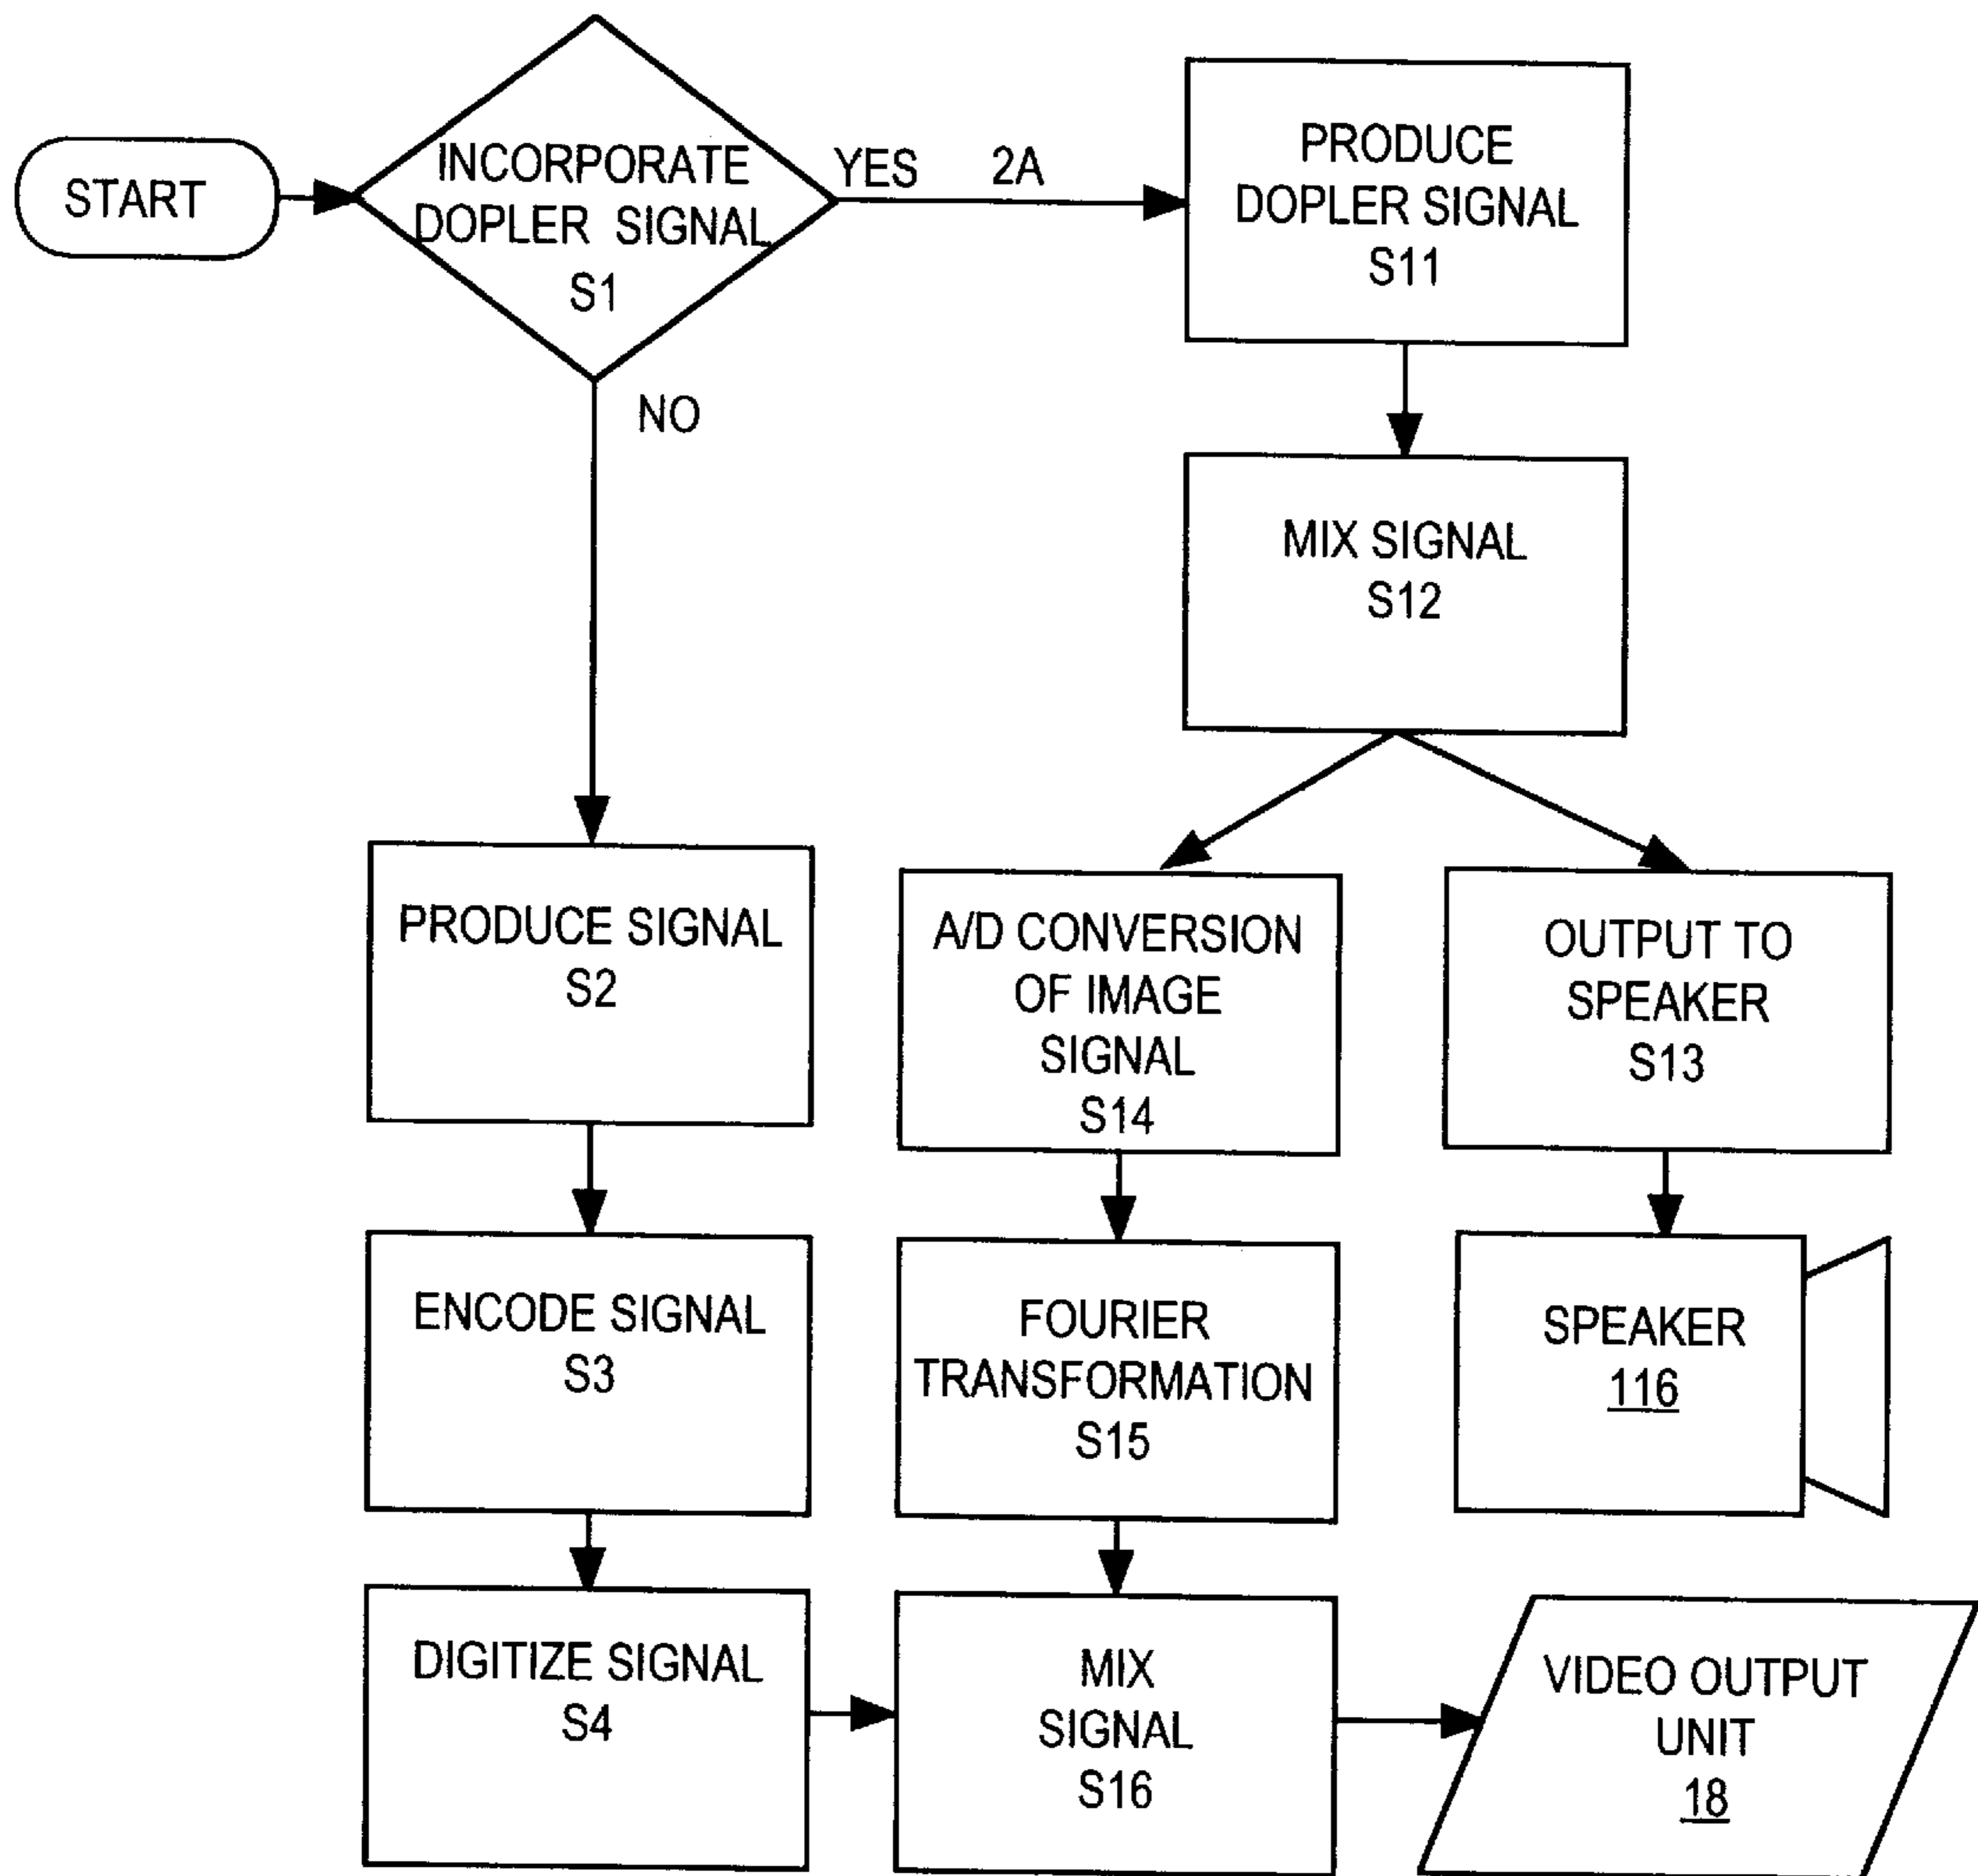 START
INCORPORATE
DOPLER SIGNAL
S1
YES
2A
NO
PRODUCE
DOPLER SIGNAL
S11
MIX SIGNAL
S12
PRODUCE SIGNAL
S2
A/D CONVERSION
OF IMAGE
SIGNAL
S14
OUTPUT TO
SPEAKER
S13
ENCODE SIGNAL
S3
FOURIER
TRANSFORMATION
S15
SPEAKER
116
DIGITIZE SIGNAL
S4
MIX
SIGNAL
S16
VIDEO OUTPUT
UNIT
18